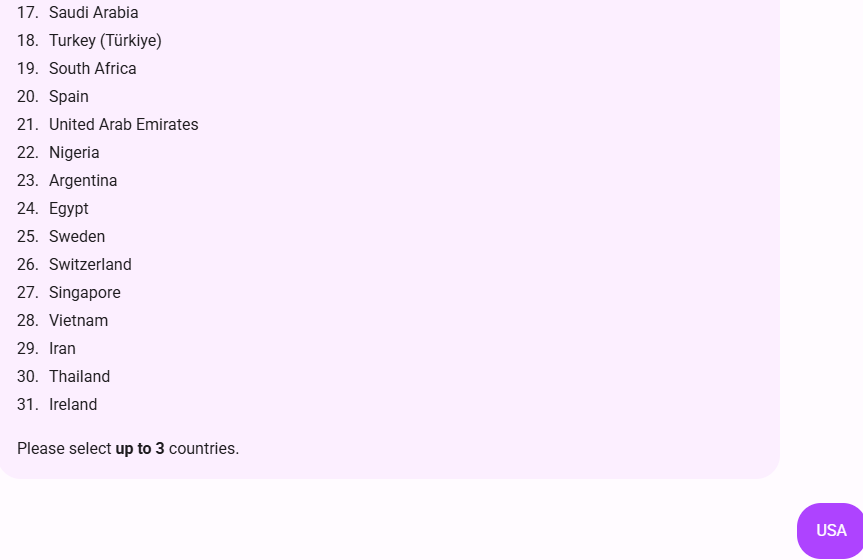 17. Saudi Arabia
18. Turkey (Türkiye)
19. South Africa
20. Spain
21. United Arab Emirates
22. Nigeria
23. Argentina
24. Egypt
25. Sweden
26. Switzerland
27. Singapore
28. Vietnam
29. Iran
30. Thailand
31. Ireland
Please select up to 3 countries.
USA